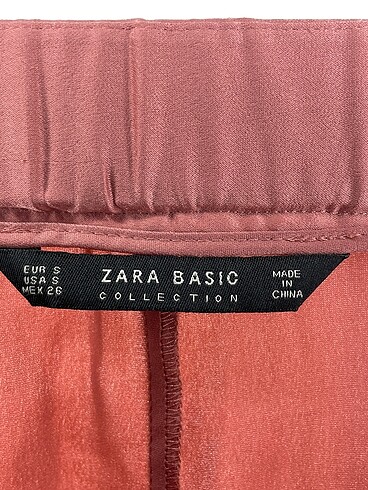 EUR S
USA S
MEX 26
ZARA BASIC
COLLECTION
MADE
IN
CHINA